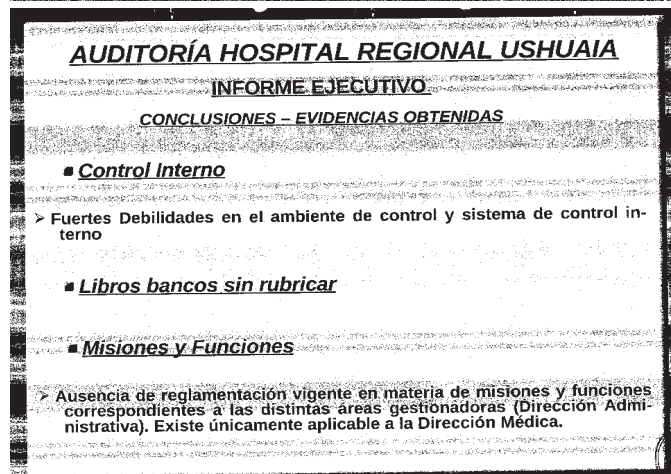 AUDITORÍA HOSPITAL REGIONAL USHUAIA
INFORME EJECUTIVO
CONCLUSIONES – EVIDENCIAS OBTENIDAS
▪ Control Interno
➢ Fuertes Debilidades en el ambiente de control y sistema de control in-
terno
▪ Libros bancos sin rubricar
▪ Misiones y Funciones
➢ Ausencia de reglamentación vigente en materia de misiones y funciones
correspondientes a las distintas áreas gestionadoras (Dirección Admi-
nistrativa). Existe únicamente aplicable a la Dirección Médica.